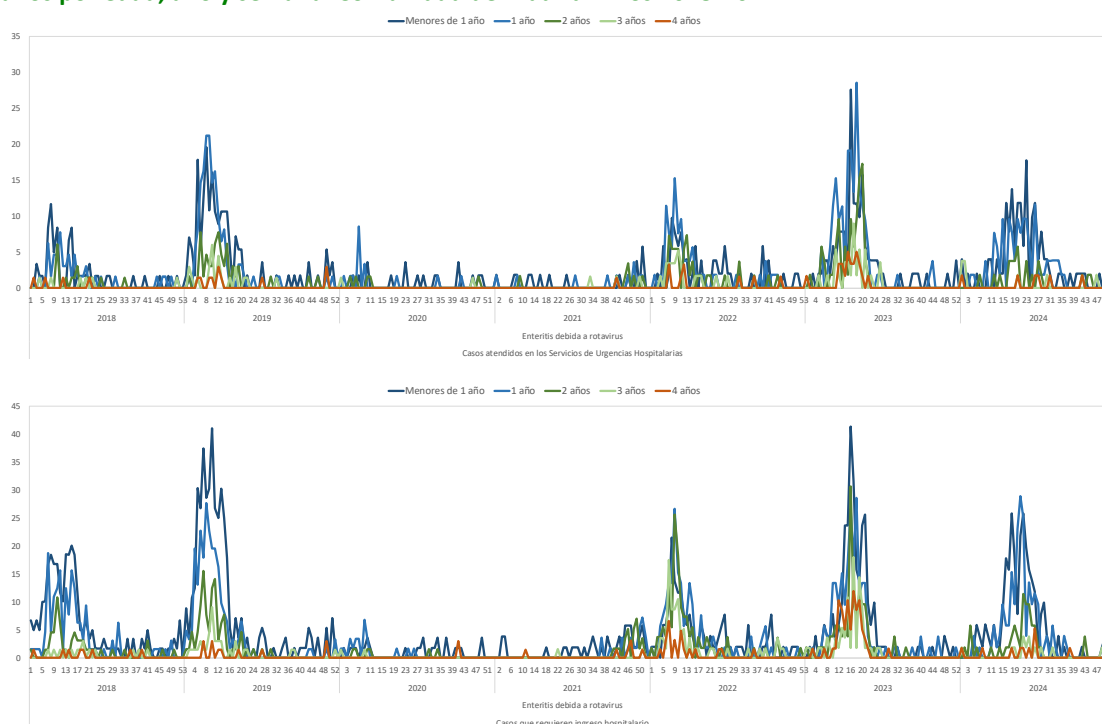 Menores de 1 año 1 año 2 años 3 años 4 años
35
30
25
20
15
10
5
0
1 5 9 13 17 21 25 29 33 37 41 45 49 53 4 8 12 16 20 24 28 32 36 40 44 48 52 3 7 11 15 19 23 27 31 35 39 43 47 51 2 6 10 14 18 22 26 30 34 38 42 46 50 1 5 9 13 17 21 25 29 33 37 41 45 49 53 4 8 12 16 20 24 28 32 36 40 44 48 52 3 7 11 15 19 23 27 31 35 39 43 47
2018 2019 2020 2021 2022 2023 2024
Enteritis debida a rotavirus
Casos atendidos en los Servicios de Urgencias Hospitalarias
Menores de 1 año 1 año 2 años 3 años 4 años
45
40
35
30
25
20
15
10
5
0
1 5 9 13 17 21 25 29 33 37 41 45 49 53 4 8 12 16 20 24 28 32 36 40 44 48 52 3 7 11 15 19 23 27 31 35 39 43 47 51 2 6 10 14 18 22 26 30 34 38 42 46 50 1 5 9 13 17 21 25 29 33 37 41 45 49 53 4 8 12 16 20 24 28 32 36 40 44 48 52 3 7 11 15 19 23 27 31 35 39 43 47
2018 2019 2020 2021 2022 2023 2024
Enteritis debida a rotavirus
Casos que requieren ingreso hospitalario